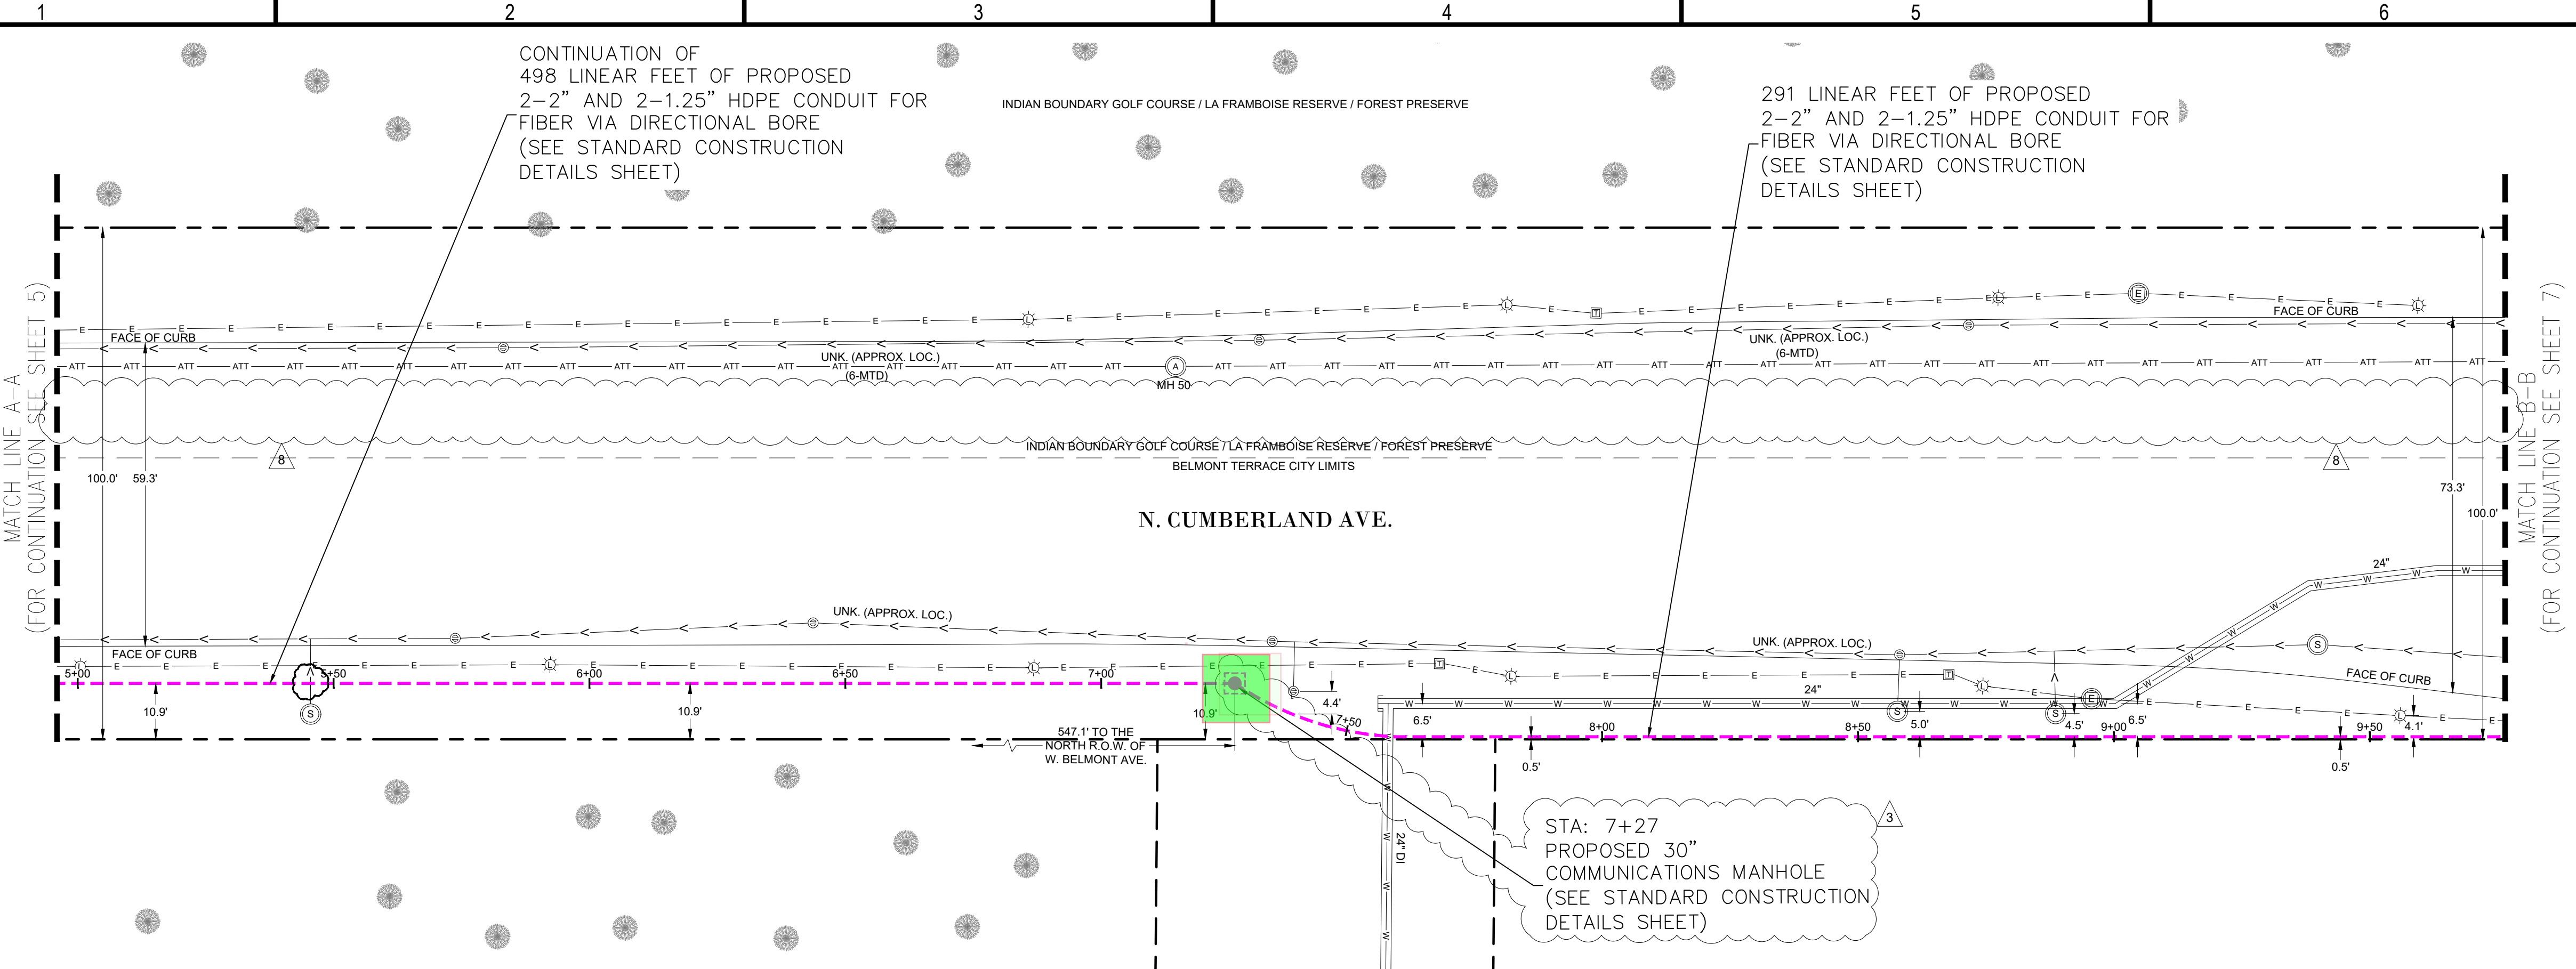 1 2 3 4 5 6
CONTINUATION OF
498 LINEAR FEET OF PROPOSED
2-2" AND 2-1.25" HDPE CONDUIT FOR
FIBER VIA DIRECTIONAL BORE
(SEE STANDARD CONSTRUCTION
DETAILS SHEET)
INDIAN BOUNDARY GOLF COURSE / LA FRAMBOISE RESERVE / FOREST PRESERVE
291 LINEAR FEET OF PROPOSED
2-2" AND 2-1.25" HDPE CONDUIT FOR
FIBER VIA DIRECTIONAL BORE
(SEE STANDARD CONSTRUCTION
DETAILS SHEET)
MATCH LINE A-A
(FOR CONTINUATION SEE SHEET 5)
MATCH LINE B-B
(FOR CONTINUATION SEE SHEET 7)
FACE OF CURB
FACE OF CURB
UNK. (APPROX. LOC.)
(6-MTD)
UNK. (APPROX. LOC.)
(6-MTD)
A
MH 50
INDIAN BOUNDARY GOLF COURSE / LA FRAMBOISE RESERVE / FOREST PRESERVE
BELMONT TERRACE CITY LIMITS
8
8
100.0'
59.3'
73.3'
100.0'
N. CUMBERLAND AVE.
24"
UNK. (APPROX. LOC.)
UNK. (APPROX. LOC.)
FACE OF CURB
FACE OF CURB
5+00
5+50
6+00
6+50
7+00
7+50
8+00
8+50
9+00
9+50
10.9'
10.9'
10.9'
4.4'
6.5'
24"
5.0'
4.5'
6.5'
4.1'
0.5'
0.5'
547.1' TO THE
NORTH R.O.W. OF
W. BELMONT AVE.
24" DI
3
STA: 7+27
PROPOSED 30"
COMMUNICATIONS MANHOLE
(SEE STANDARD CONSTRUCTION
DETAILS SHEET)